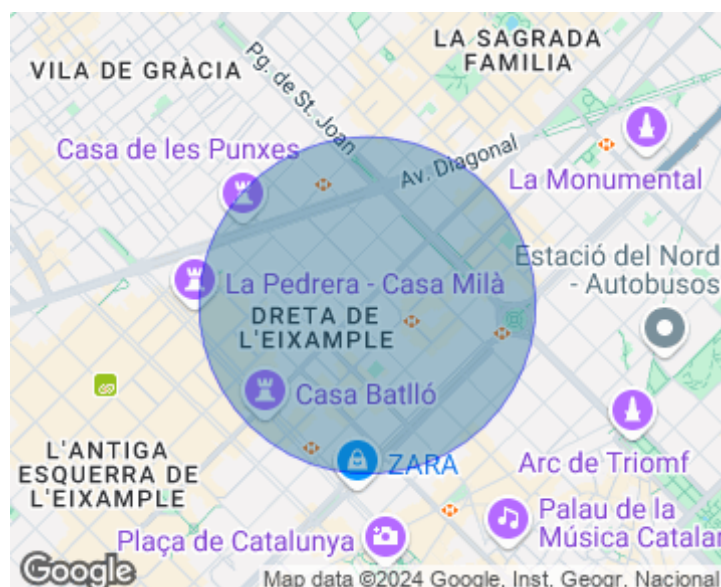 LA SAGRADA
FAMILIA
VILA DE GRÀCIA
Pg. de St. Joan
Casa de les Punxes
Av. Diagonal
La Monumental
Estació del Nord
- Autobusos
La Pedrera - Casa Milà
DRETA DE
L'EIXAMPLE
Casa Batlló
L'ANTIGA
ESQUERRA DE
L'EIXAMPLE
ZARA
Arc de Triomf
Palau de la
Música Catalan
Plaça de Catalunya
Google
Map data ©2024 Google, Inst. Geogr. Nacional